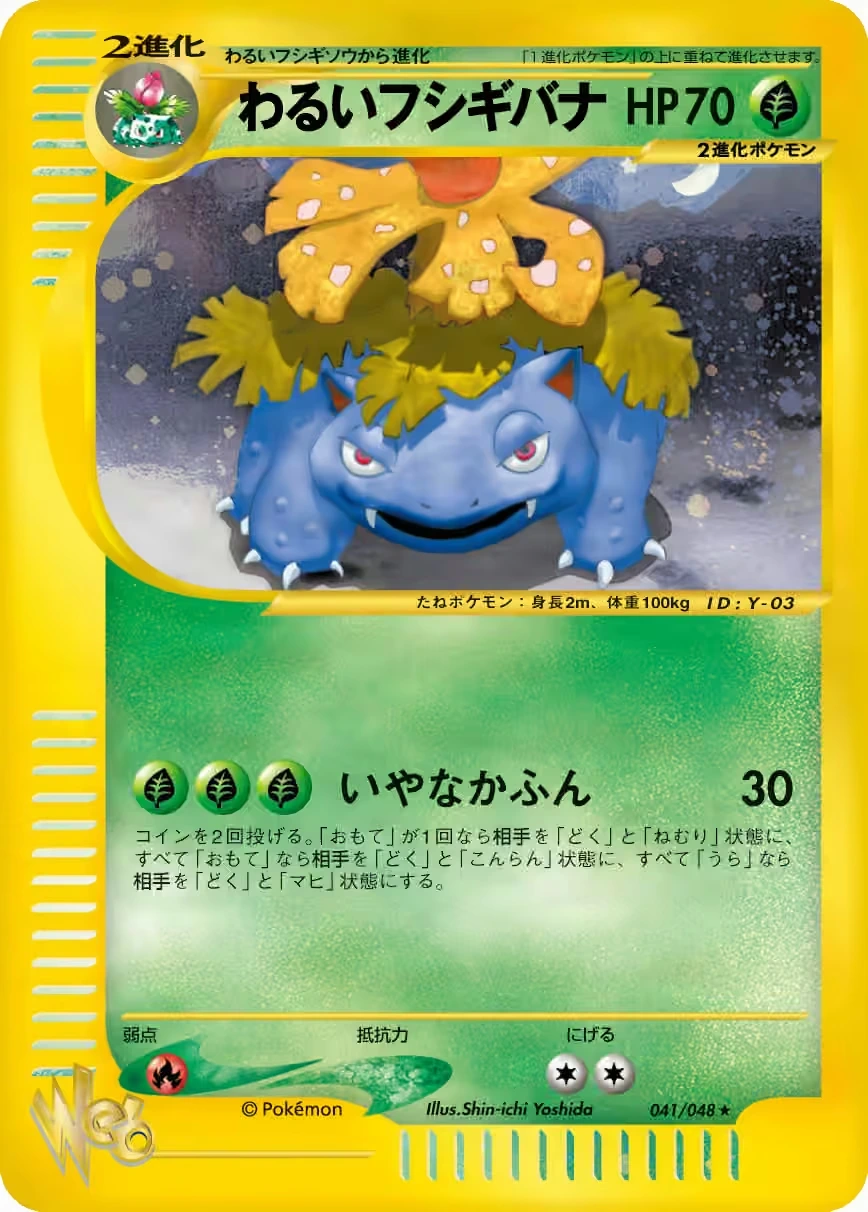 2進化
わるいフシギソウから進化
「1進化ポケモン」の上に重ねて進化させます。
わるいフシギバナ HP70
2進化ポケモン
たねポケモン：身長2m、体重100kg ID：Y-03
いやなかふん 30
コインを2回投げる。「おもて」が1回なら相手を「どく」と「ねむり」状態に、
すべて「おもて」なら相手を「どく」と「こんらん」状態に、すべて「うら」なら
相手を「どく」と「マヒ」状態にする。
弱点 抵抗力 にげる
Web
© Pokémon Illus.Shin-ichi Yoshida 041/048★